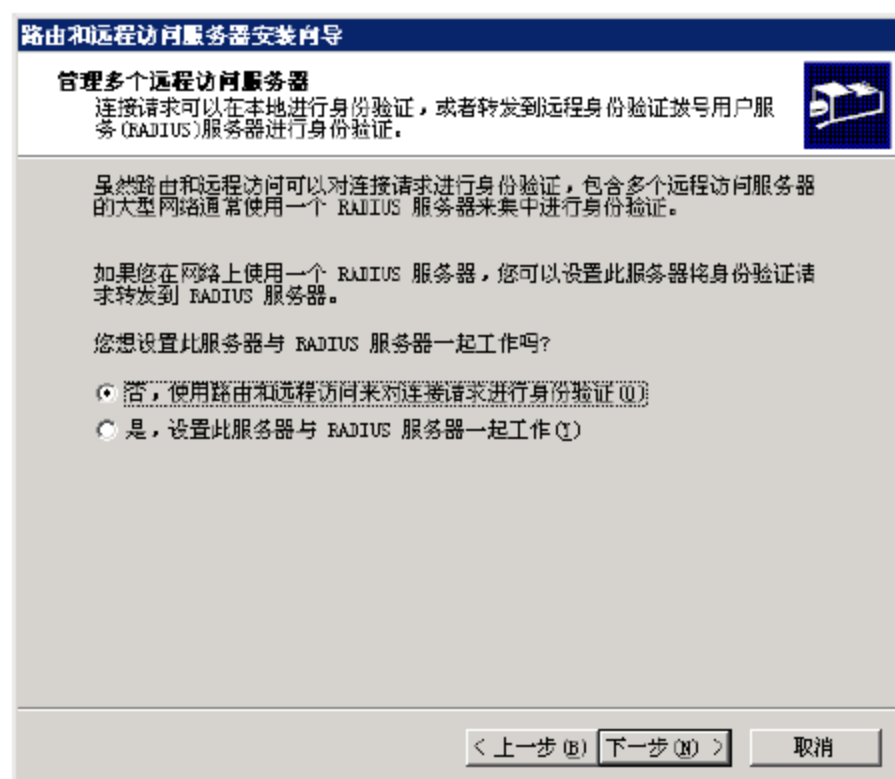 路由和远程访问服务器安装向导
管理多个远程访问服务器
连接请求可以在本地进行身份验证，或者转发到远程身份验证拨号用户服
务(RADIUS)服务器进行身份验证。
虽然路由和远程访问可以对连接请求进行身份验证，包含多个远程访问服务器
的大型网络通常使用一个 RADIUS 服务器来集中进行身份验证。
如果您在网络上使用一个 RADIUS 服务器，您可以设置此服务器将身份验证请
求转发到 RADIUS 服务器。
您想设置此服务器与 RADIUS 服务器一起工作吗?
否，使用路由和远程访问来对连接请求进行身份验证(O)
是，设置此服务器与 RADIUS 服务器一起工作(Y)
< 上一步(B) 下一步(N) > 取消